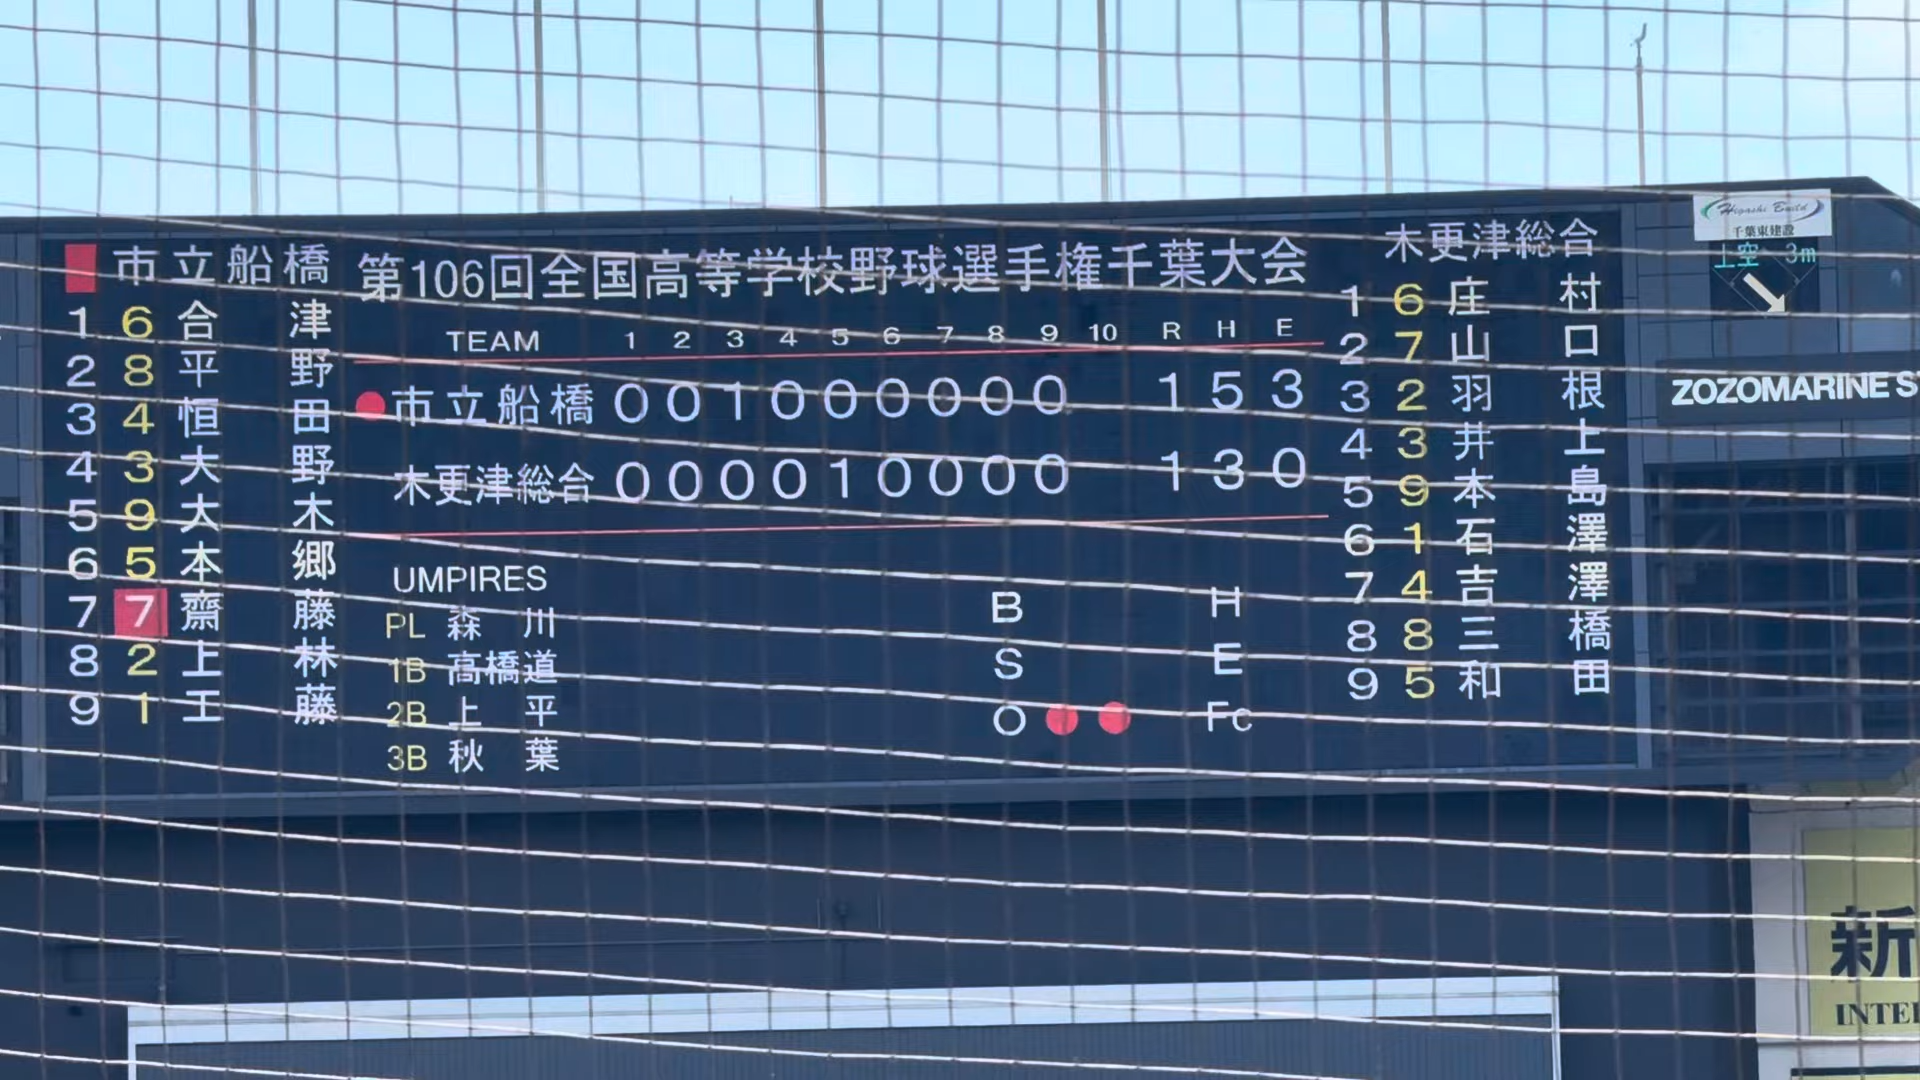 市立船橋
1 6 合津
2 8 平野
3 4 恒田
4 3 大野
5 9 大木
6 5 本郷
7 7 齋藤
8 2 上林
9 1 工藤
第106回全国高等学校野球選手権千葉大会
TEAM 1 2 3 4 5 6 7 8 9 10 R H E
市立船橋 0 0 1 0 0 0 0 0 0 1 5 3
木更津総合 0 0 0 0 1 0 0 0 0 1 3 0
UMPIRES
PL 森川
1B 高橋道
2B 上平
3B 秋葉
B H
S E
O Fc
木更津総合
1 6 庄村
2 7 山口
3 2 羽根
4 3 井上
5 9 本島
6 1 石澤
7 4 吉澤
8 8 三橋
9 5 和田
Higashi Build
千葉東建設
上空 3m
ZOZOMARINE S
新
INTE